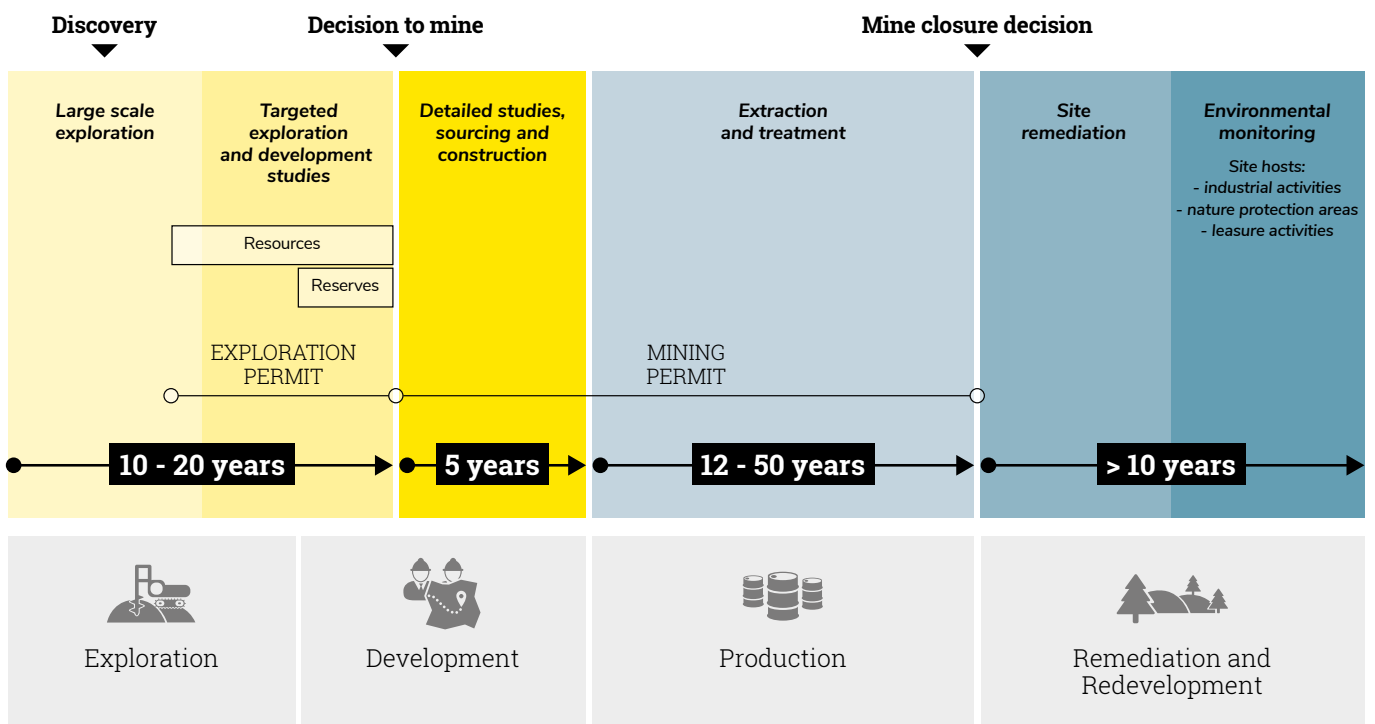 Discovery
Decision to mine
Mine closure decision
Large scale
exploration
Targeted
exploration
and development
studies
Detailed studies,
sourcing and
construction
Extraction
and treatment
Site
remediation
Environmental
monitoring
Site hosts:
- industrial activities
- nature protection areas
- leasure activities
Resources
Reserves
EXPLORATION
PERMIT
MINING
PERMIT
10 - 20 years
5 years
12 - 50 years
> 10 years
Exploration
Development
Production
Remediation and
Redevelopment